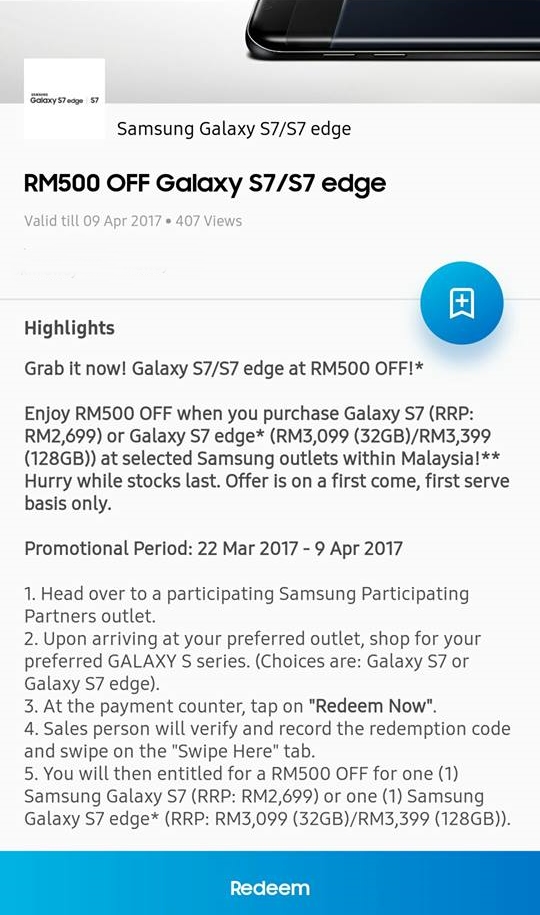 SAMSUNG
Galaxy S7 edge | S7
Samsung Galaxy S7/S7 edge
RM500 OFF Galaxy S7/S7 edge
Valid till 09 Apr 2017 • 407 Views
Highlights
Grab it now! Galaxy S7/S7 edge at RM500 OFF!*
Enjoy RM500 OFF when you purchase Galaxy S7 (RRP:
RM2,699) or Galaxy S7 edge* (RM3,099 (32GB)/RM3,399
(128GB)) at selected Samsung outlets within Malaysia!**
Hurry while stocks last. Offer is on a first come, first serve
basis only.
Promotional Period: 22 Mar 2017 - 9 Apr 2017
1. Head over to a participating Samsung Participating
Partners outlet.
2. Upon arriving at your preferred outlet, shop for your
preferred GALAXY S series. (Choices are: Galaxy S7 or
Galaxy S7 edge).
3. At the payment counter, tap on "Redeem Now".
4. Sales person will verify and record the redemption code
and swipe on the "Swipe Here" tab.
5. You will then entitled for a RM500 OFF for one (1)
Samsung Galaxy S7 (RRP: RM2,699) or one (1) Samsung
Galaxy S7 edge* (RRP: RM3,099 (32GB)/RM3,399 (128GB)).
Redeem